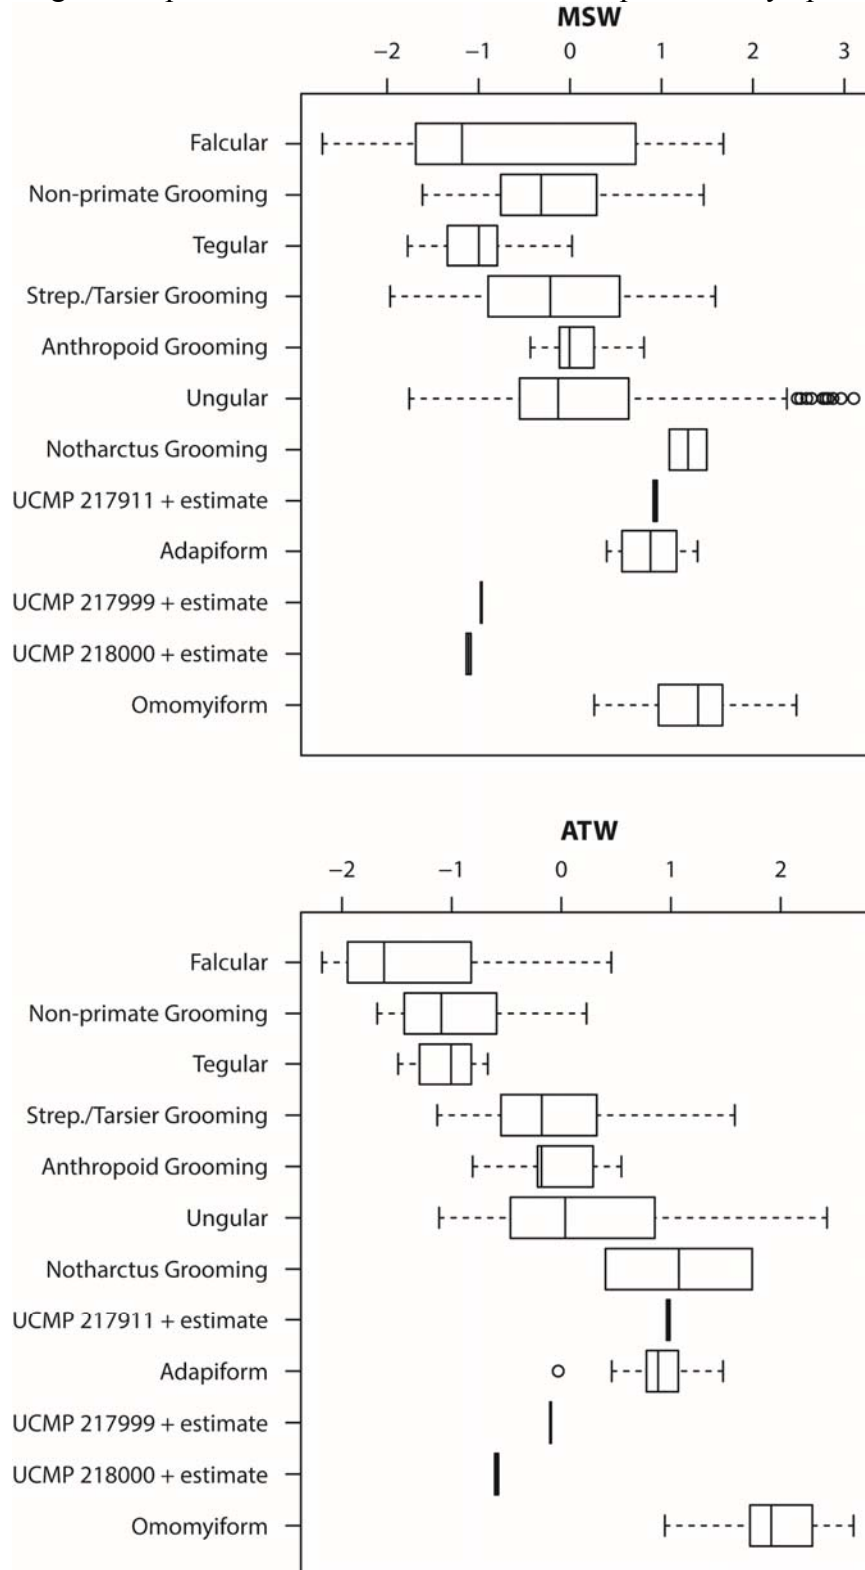 MSW
−2 −1 0 1 2 3
Falcular
Non-primate Grooming
Tegular
Strep./Tarsier Grooming
Anthropoid Grooming
Ungular
Notharctus Grooming
UCMP 217911 + estimate
Adapiform
UCMP 217999 + estimate
UCMP 218000 + estimate
Omomyiform
ATW
−2 −1 0 1 2
Falcular
Non-primate Grooming
Tegular
Strep./Tarsier Grooming
Anthropoid Grooming
Ungular
Notharctus Grooming
UCMP 217911 + estimate
Adapiform
UCMP 217999 + estimate
UCMP 218000 + estimate
Omomyiform